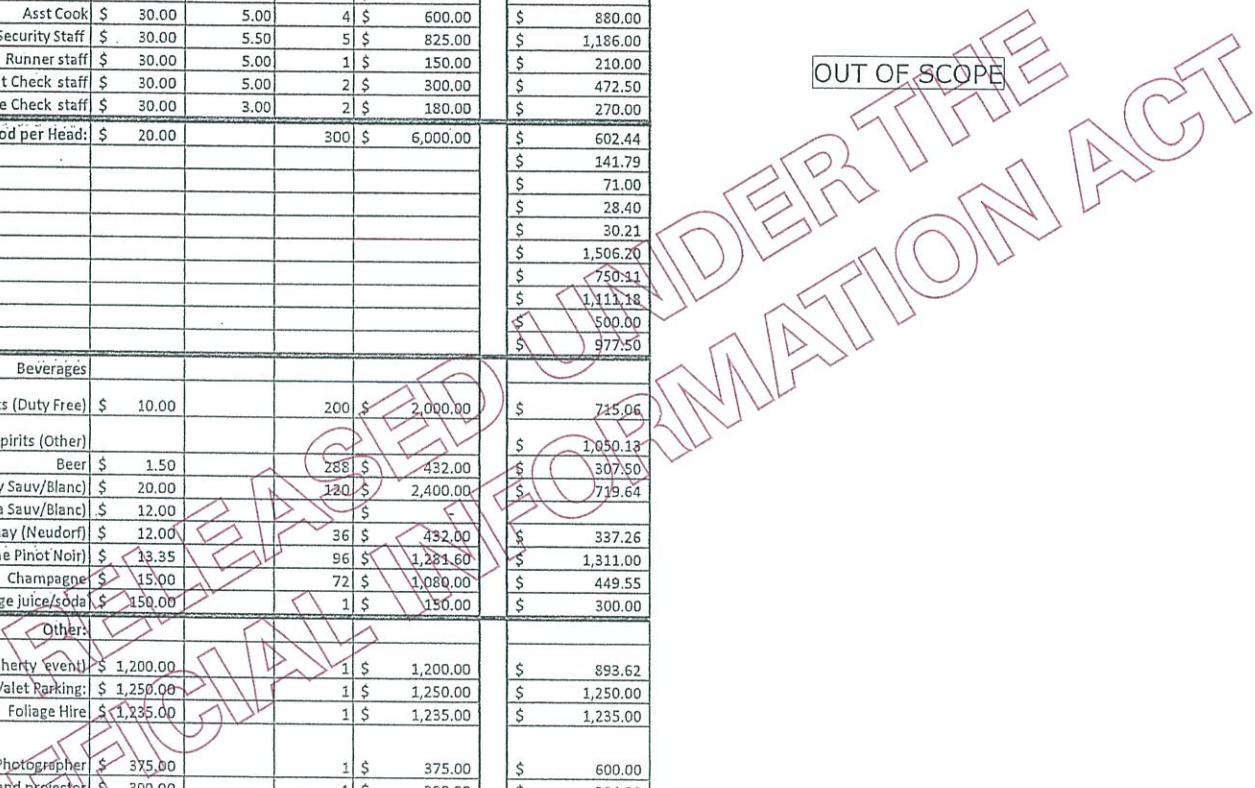 Asst Cook $ 30.00 5.00 4 $ 600.00 $ 880.00
Security Staff $ 30.00 5.50 5 $ 825.00 $ 1,186.00
Runner staff $ 30.00 5.00 1 $ 150.00 $ 210.00
t Check staff $ 30.00 5.00 2 $ 300.00 $ 472.50
e Check staff $ 30.00 3.00 2 $ 180.00 $ 270.00
od per Head: $ 20.00 300 $ 6,000.00 $ 602.44
$ 141.79
$ 71.00
$ 28.40
$ 30.21
$ 1,506.20
$ 750.11
$ 1,111.18
$ 500.00
$ 977.50
Beverages
ts (Duty Free) $ 10.00 200 $ 2,000.00 $ 715.06
pirits (Other) $ 1,050.13
Beer $ 1.50 288 $ 432.00 $ 307.50
y Sauv/Blanc) $ 20.00 120 $ 2,400.00 $ 719.64
a Sauv/Blanc) $ 12.00 $ -
nay (Neudorf) $ 12.00 36 $ 432.00 $ 337.26
e Pinot Noir) $ 13.35 96 $ 1,281.60 $ 1,311.00
Champagne $ 15.00 72 $ 1,080.00 $ 449.55
ge juice/soda $ 150.00 1 $ 150.00 $ 300.00
Other:
herty event) $ 1,200.00 1 $ 1,200.00 $ 893.62
Valet Parking: $ 1,250.00 1 $ 1,250.00 $ 1,250.00
Foliage Hire $ 1,235.00 1 $ 1,235.00 $ 1,235.00
Photographer $ 375.00 1 $ 375.00 $ 600.00
OUT OF SCOPE
RELEASED UNDER THE
OFFICIAL INFORMATION ACT